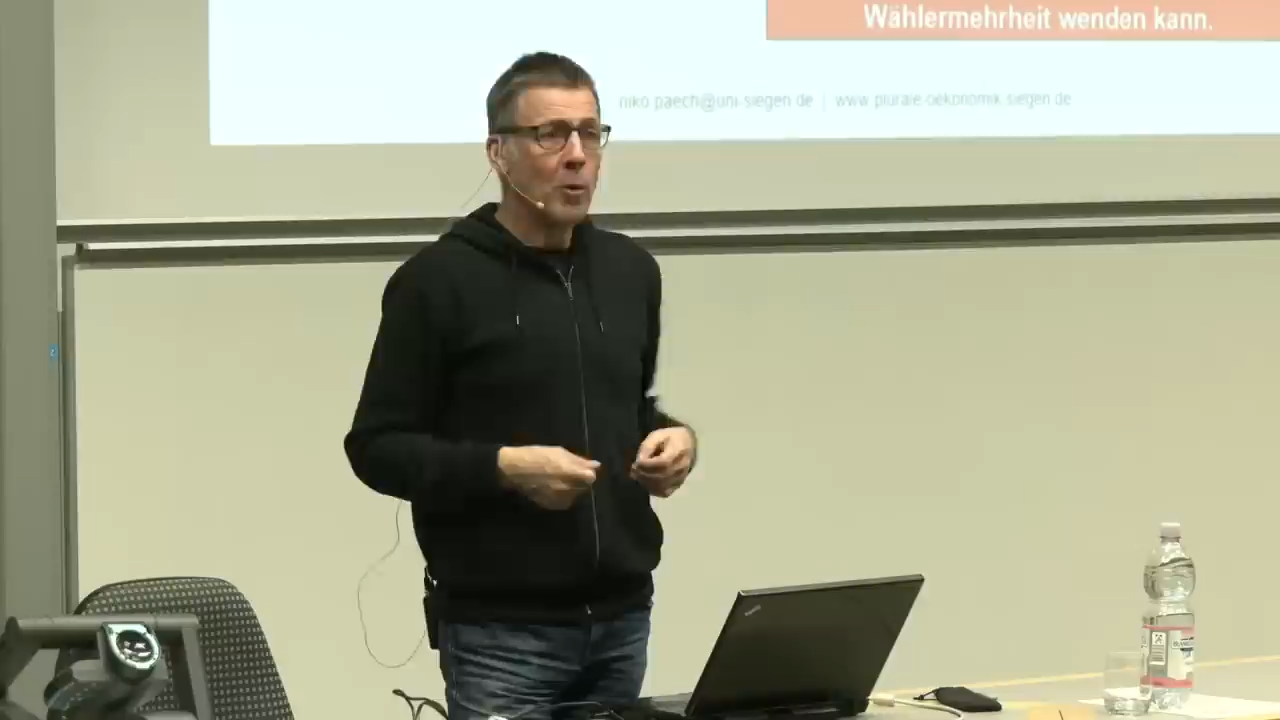 Wählermehrheit wenden kann.
niko.paech@uni-siegen.de | www.plurale-oekonomik-siegen.de